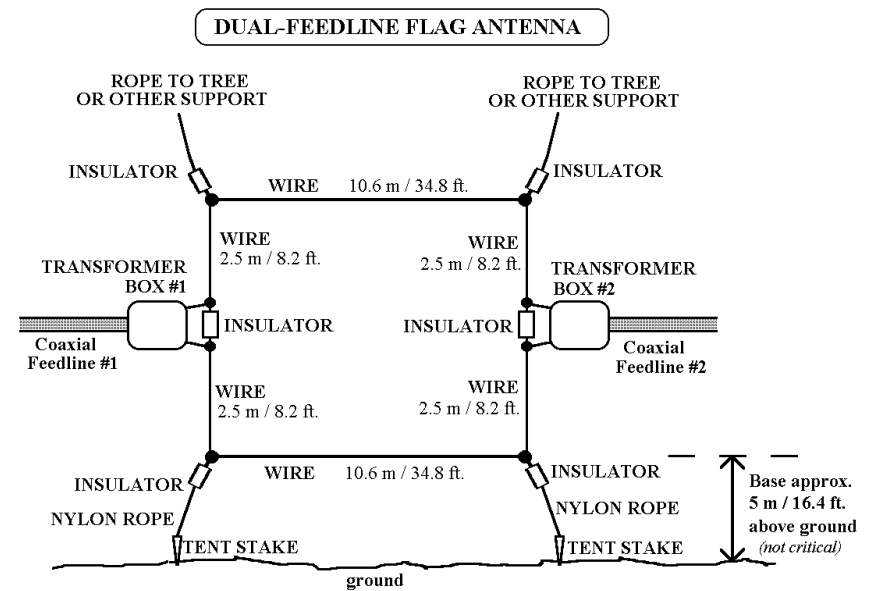 DUAL-FEEDLINE FLAG ANTENNA
ROPE TO TREE
OR OTHER SUPPORT
ROPE TO TREE
OR OTHER SUPPORT
INSULATOR
INSULATOR
WIRE 10.6 m / 34.8 ft.
WIRE
2.5 m / 8.2 ft.
WIRE
2.5 m / 8.2 ft.
TRANSFORMER
BOX #1
TRANSFORMER
BOX #2
INSULATOR
INSULATOR
Coaxial
Feedline #1
Coaxial
Feedline #2
WIRE
2.5 m / 8.2 ft.
WIRE
2.5 m / 8.2 ft.
WIRE 10.6 m / 34.8 ft.
INSULATOR
INSULATOR
NYLON ROPE
NYLON ROPE
TENT STAKE
TENT STAKE
Base approx.
5 m / 16.4 ft.
above ground
(not critical)
ground